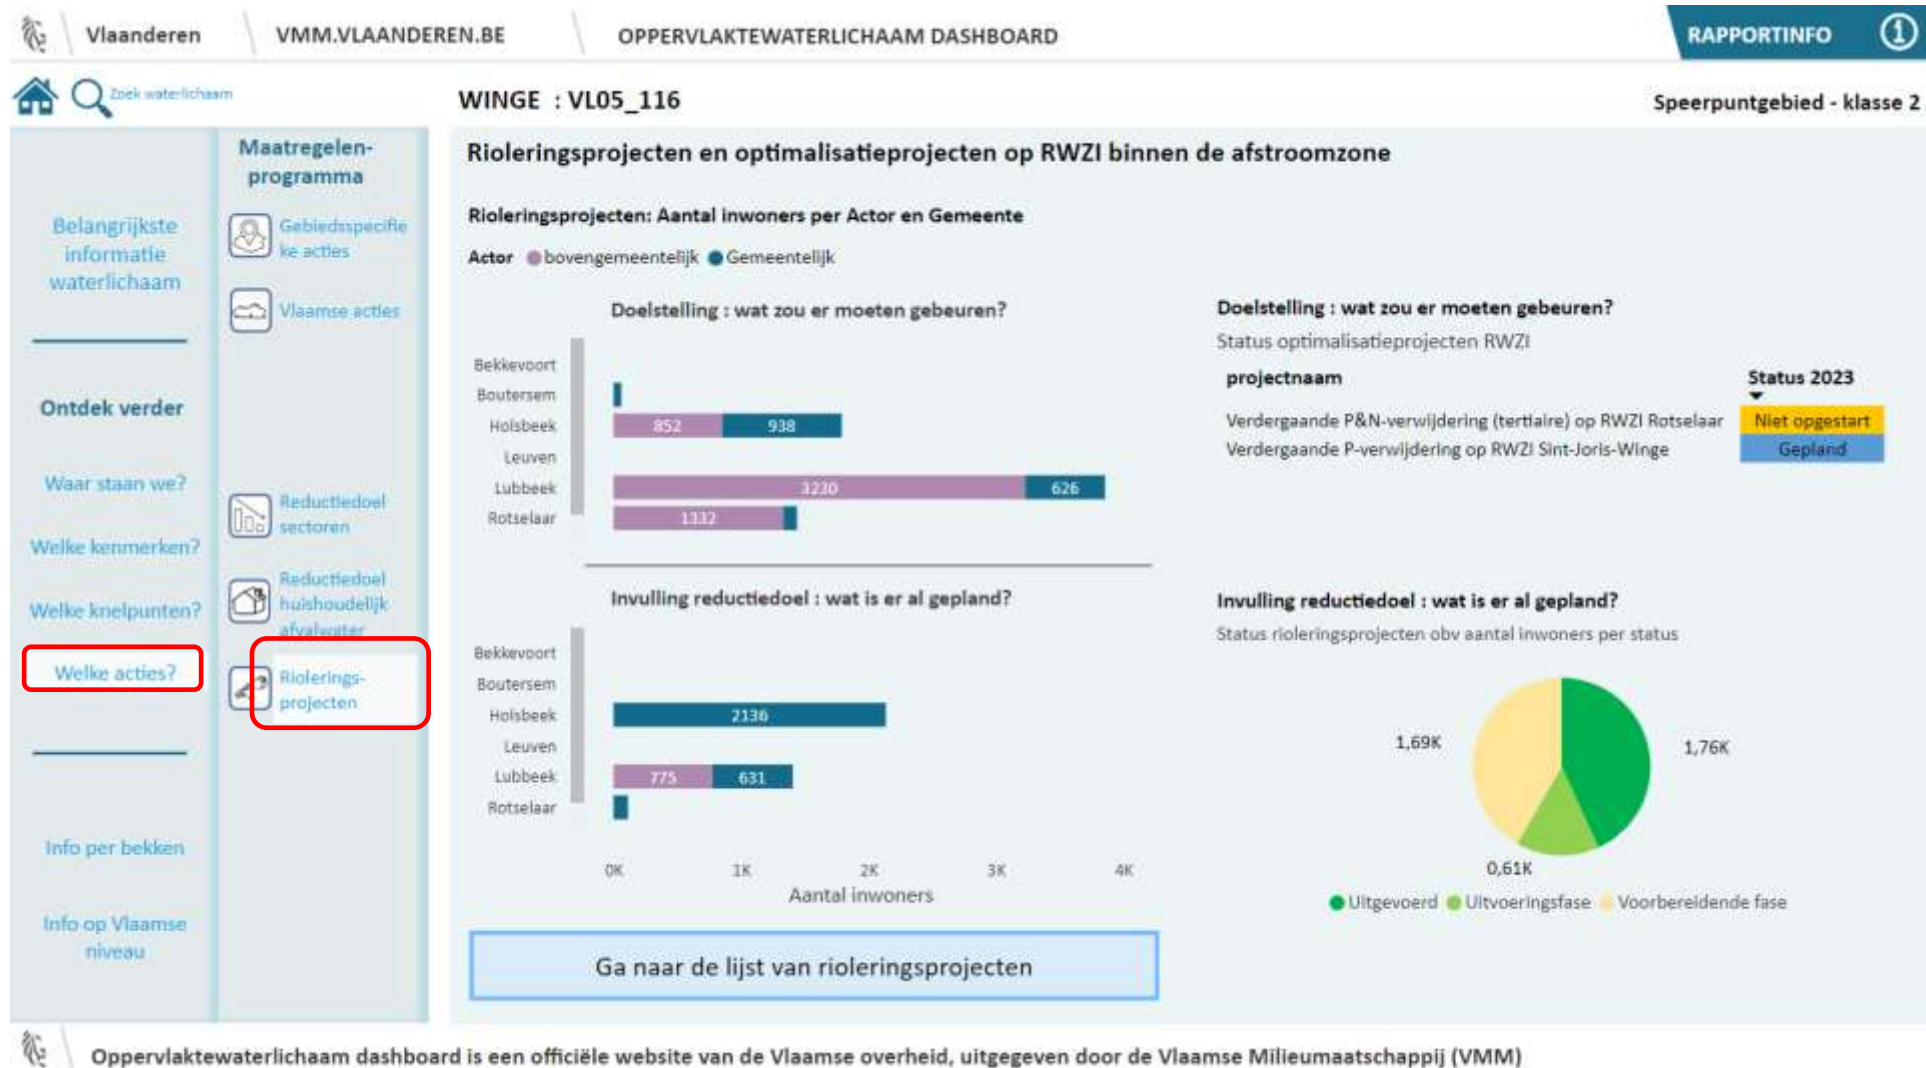 Vlaanderen
VMM.VLAANDEREN.BE
OPPERVLAKTEWATERLICHAAM DASHBOARD
RAPPORTINFO
Zoek waterlichaam
WINGE : VL05_116
Speerpuntgebied - klasse 2
Belangrijkste
informatie
waterlichaam
Ontdek verder
Waar staan we?
Welke kenmerken?
Welke knelpunten?
Welke acties?
Info per bekken
Info op Vlaamse
niveau
Maatregelen-
programma
Gebiedsspecifie
ke acties
Vlaamse acties
Reductiedoel
sectoren
Reductiedoel
huishoudelijk
afvalwater
Riolerings-
projecten
Rioleringsprojecten en optimalisatieprojecten op RWZI binnen de afstroomzone
Rioleringsprojecten: Aantal inwoners per Actor en Gemeente
Actor bovengemeentelijk Gemeentelijk
Doelstelling : wat zou er moeten gebeuren?
Bekkevoort
Boutersem
Holsbeek 852 938
Leuven
Lubbeek 3230 626
Rotselaar 1332
Invulling reductiedoel : wat is er al gepland?
Bekkevoort
Boutersem
Holsbeek 2136
Leuven
Lubbeek 775 631
Rotselaar
0K 1K 2K 3K 4K
Aantal inwoners
Ga naar de lijst van rioleringsprojecten
Doelstelling : wat zou er moeten gebeuren?
Status optimalisatieprojecten RWZI
projectnaam Status 2023
Verdergaande P&N-verwijdering (tertiaire) op RWZI Rotselaar Niet opgestart
Verdergaande P-verwijdering op RWZI Sint-Joris-Winge Gepland
Invulling reductiedoel : wat is er al gepland?
Status rioleringsprojecten obv aantal inwoners per status
1,69K
1,76K
0,61K
Uitgevoerd Uitvoeringsfase Voorbereidende fase
Oppervlaktewaterlichaam dashboard is een officiële website van de Vlaamse overheid, uitgegeven door de Vlaamse Milieumaatschappij (VMM)